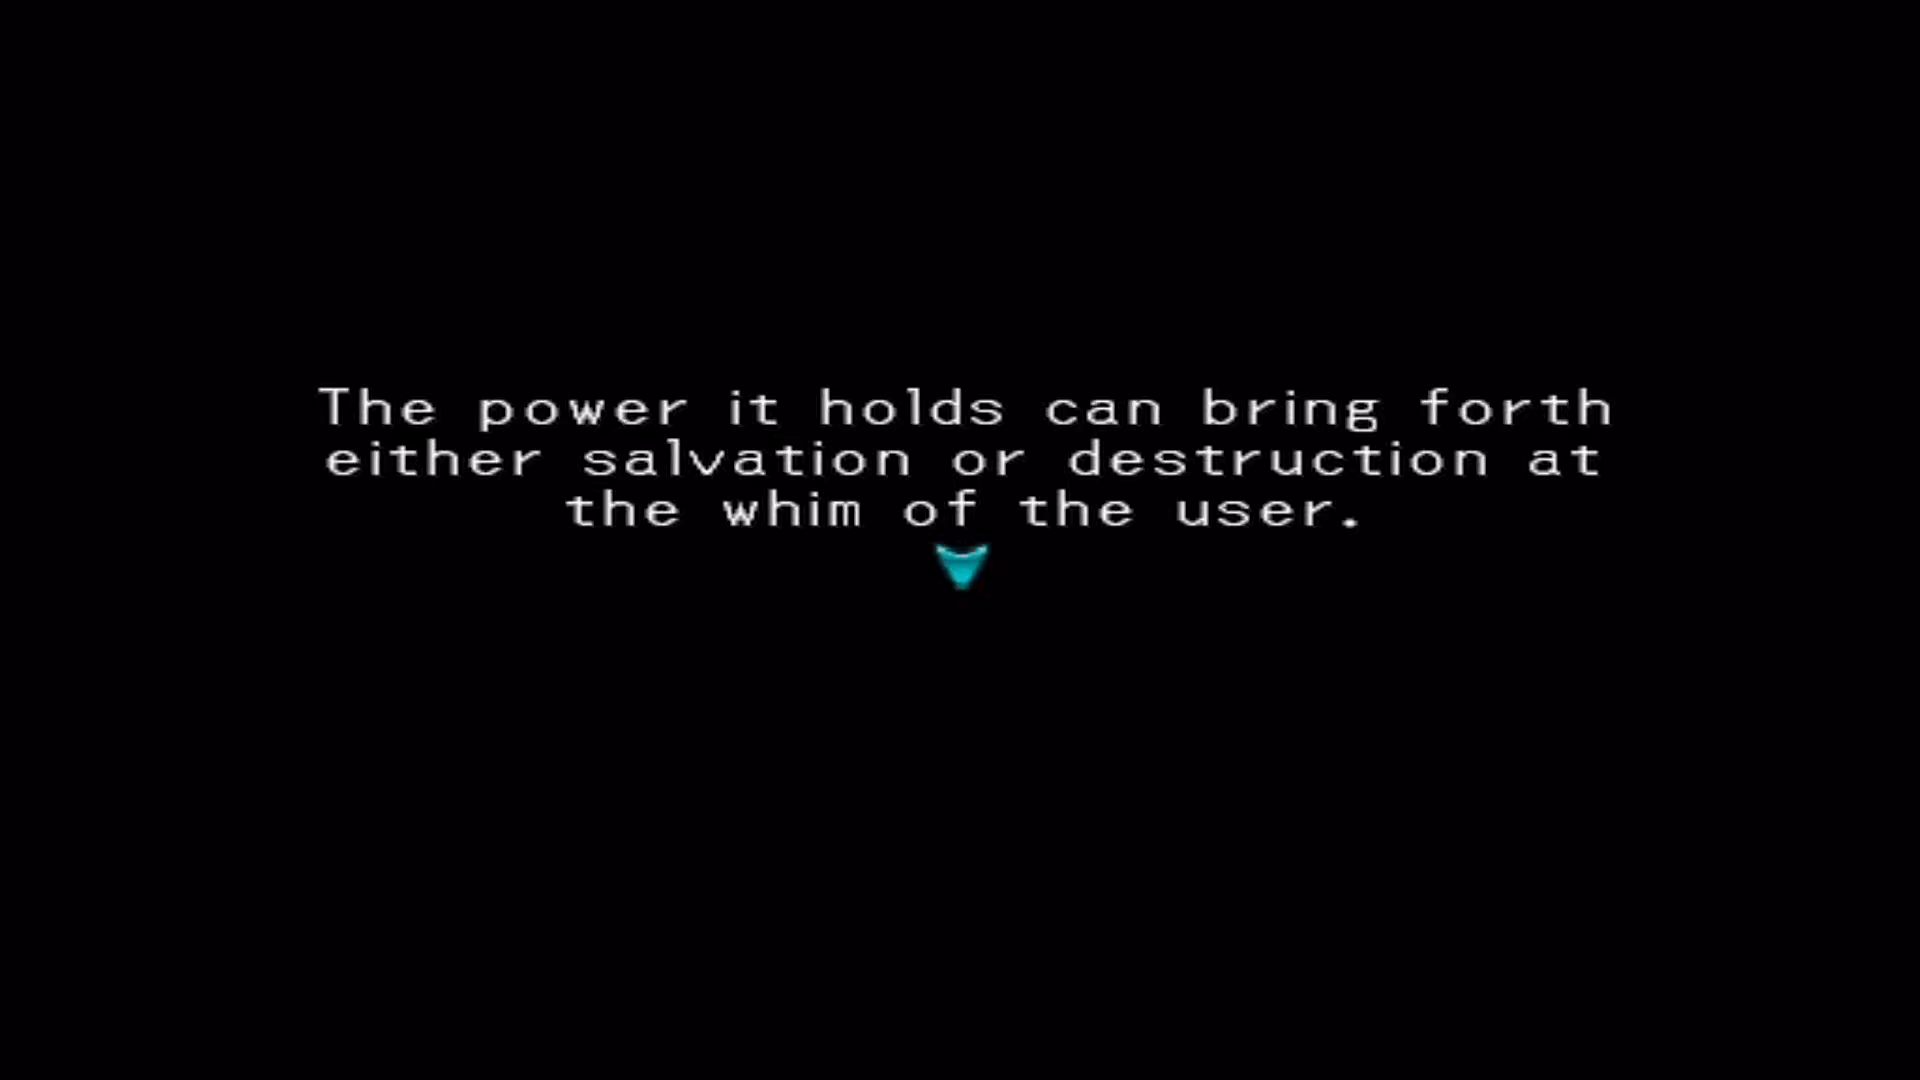 The power it holds can bring forth
either salvation or destruction at
the whim of the user.